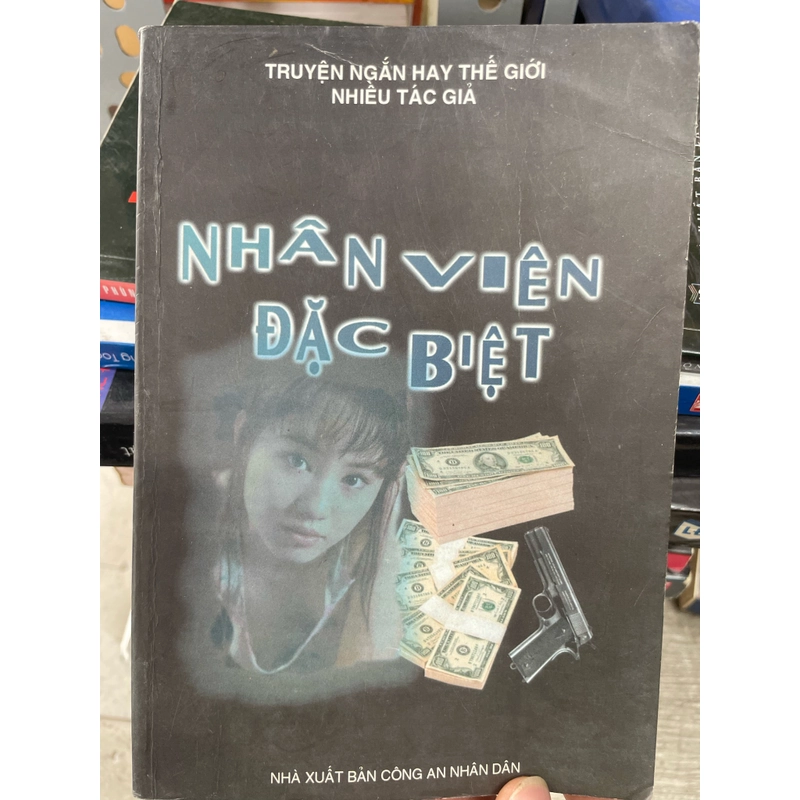 TRUYỆN NGẮN HAY THẾ GIỚI
NHIỀU TÁC GIẢ
NHÂN VIÊN
ĐẶC BIỆT
NHÀ XUẤT BẢN CÔNG AN NHÂN DÂN